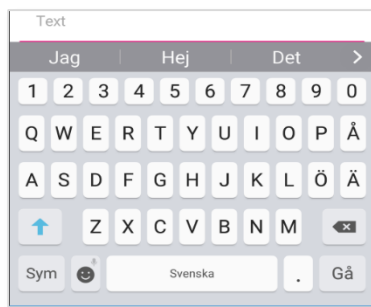 Text
Jag Hej Det >
1 2 3 4 5 6 7 8 9 0
Q W E R T Y U I O P Å
A S D F G H J K L Ö Ä
Z X C V B N M
Sym Svenska . Gå